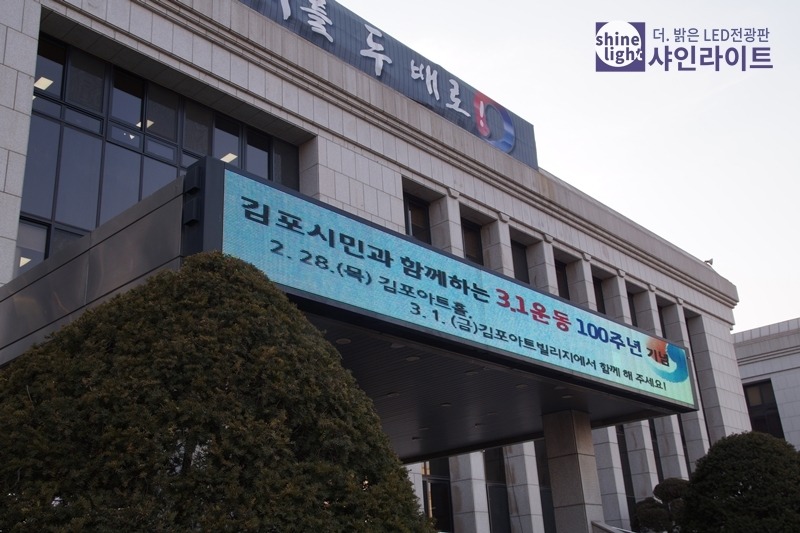 두 배로!
shine
light
더. 밝은 LED전광판
샤인라이트
김포시민과 함께하는 3.1운동 100주년 기념
2. 28.(목) 김포아트홀,
3. 1. (금)김포아트빌리지에서 함께 해 주세요!